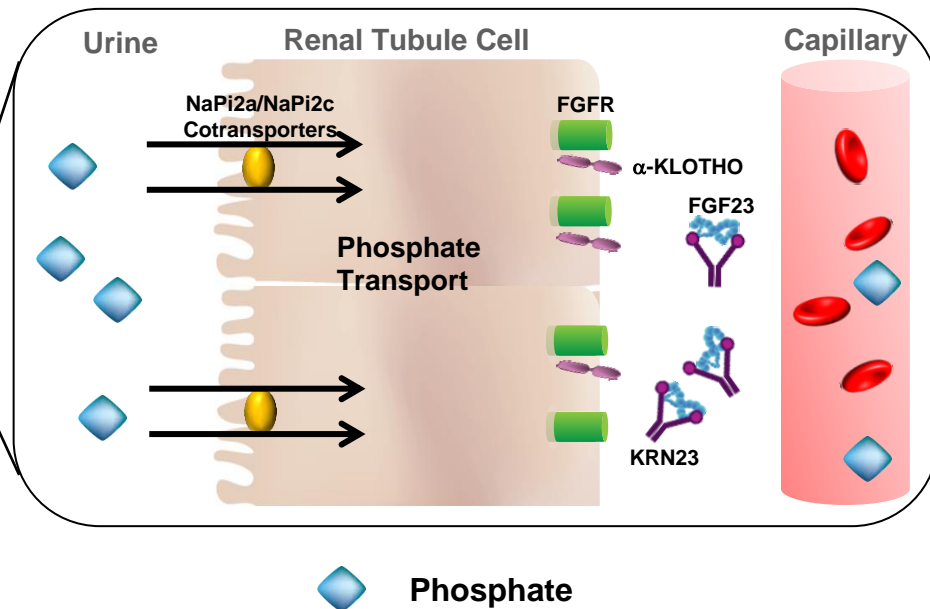 Urine
Renal Tubule Cell
Capillary
NaPi2a/NaPi2c
Cotransporters
FGFR
α-KLOTHO
FGF23
Phosphate
Transport
KRN23
Phosphate